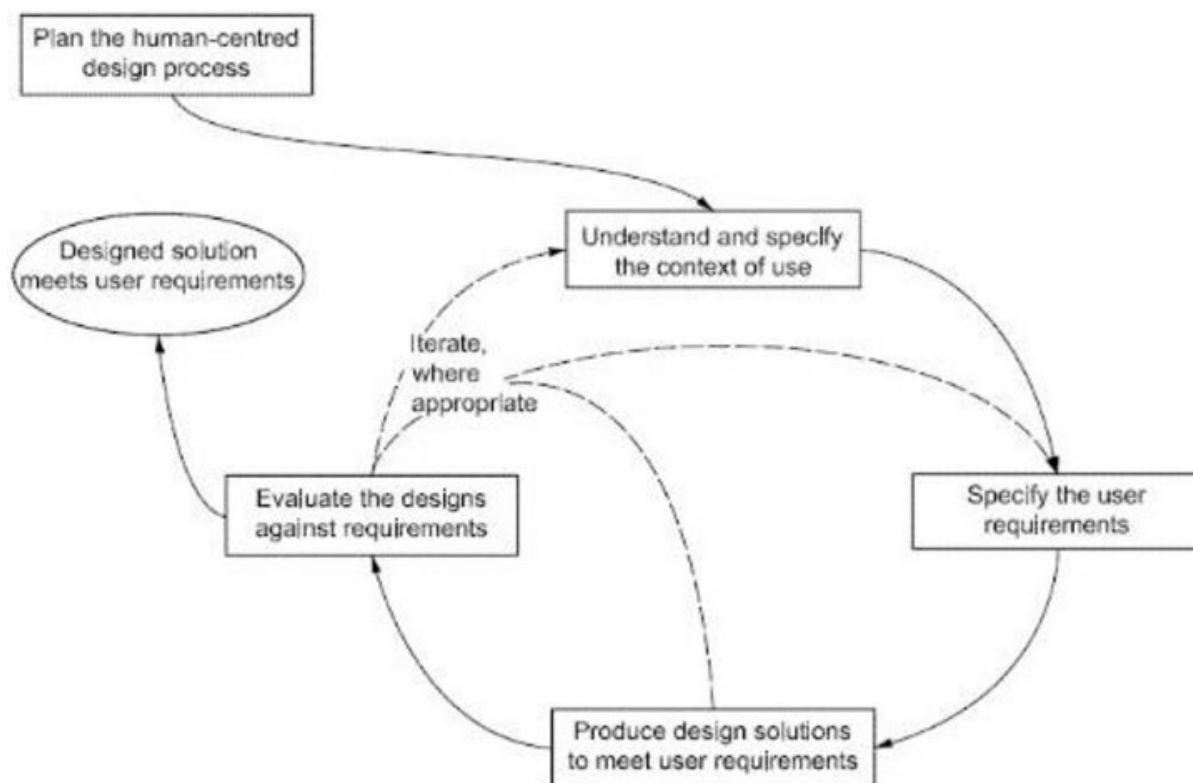 Plan the human-centred
design process
Understand and specify
the context of use
Designed solution
meets user requirements
Iterate,
where
appropriate
Evaluate the designs
against requirements
Specify the user
requirements
Produce design solutions
to meet user requirements